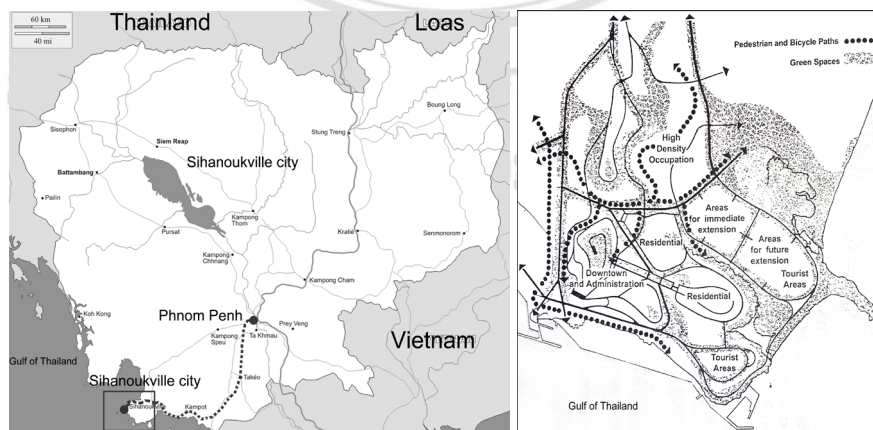 60 km
40 mi
Thainland
Loas
Boung Long
Sisophon
Stung Treng
Siem Reap
Sihanoukville city
Battambang
Pailin
Kampong
Thom
Pursat
Kratié
Senmonorom
Kampong
Chhnang
Kampong Cham
Koh Kong
Phnom Penh
Prey Veng
Kampong
Speu
Ta Khmau
Vietnam
Gulf of Thailand
Takéo
Sihanoukville city
Kampot
Pedestrian and Bicycle Paths
Green Spaces
High
Density
Occupation
Areas
for immediate
extension
Residential
Areas
for future
extension
Downtown
and Administration
Tourist
Areas
Residential
Tourist
Areas
Gulf of Thailand